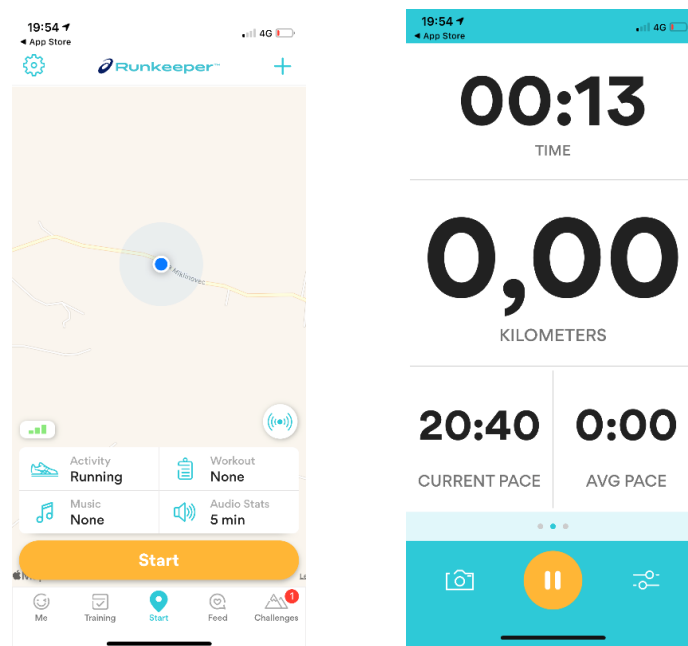 19:54
4G
◄ App Store
Runkeeper™
Activity
Running
Workout
None
Music
None
Audio Stats
5 min
Start
Me
Training
Start
Feed
1
Challenges
19:54
4G
◄ App Store
00:13
TIME
0,00
KILOMETERS
20:40
CURRENT PACE
0:00
AVG PACE